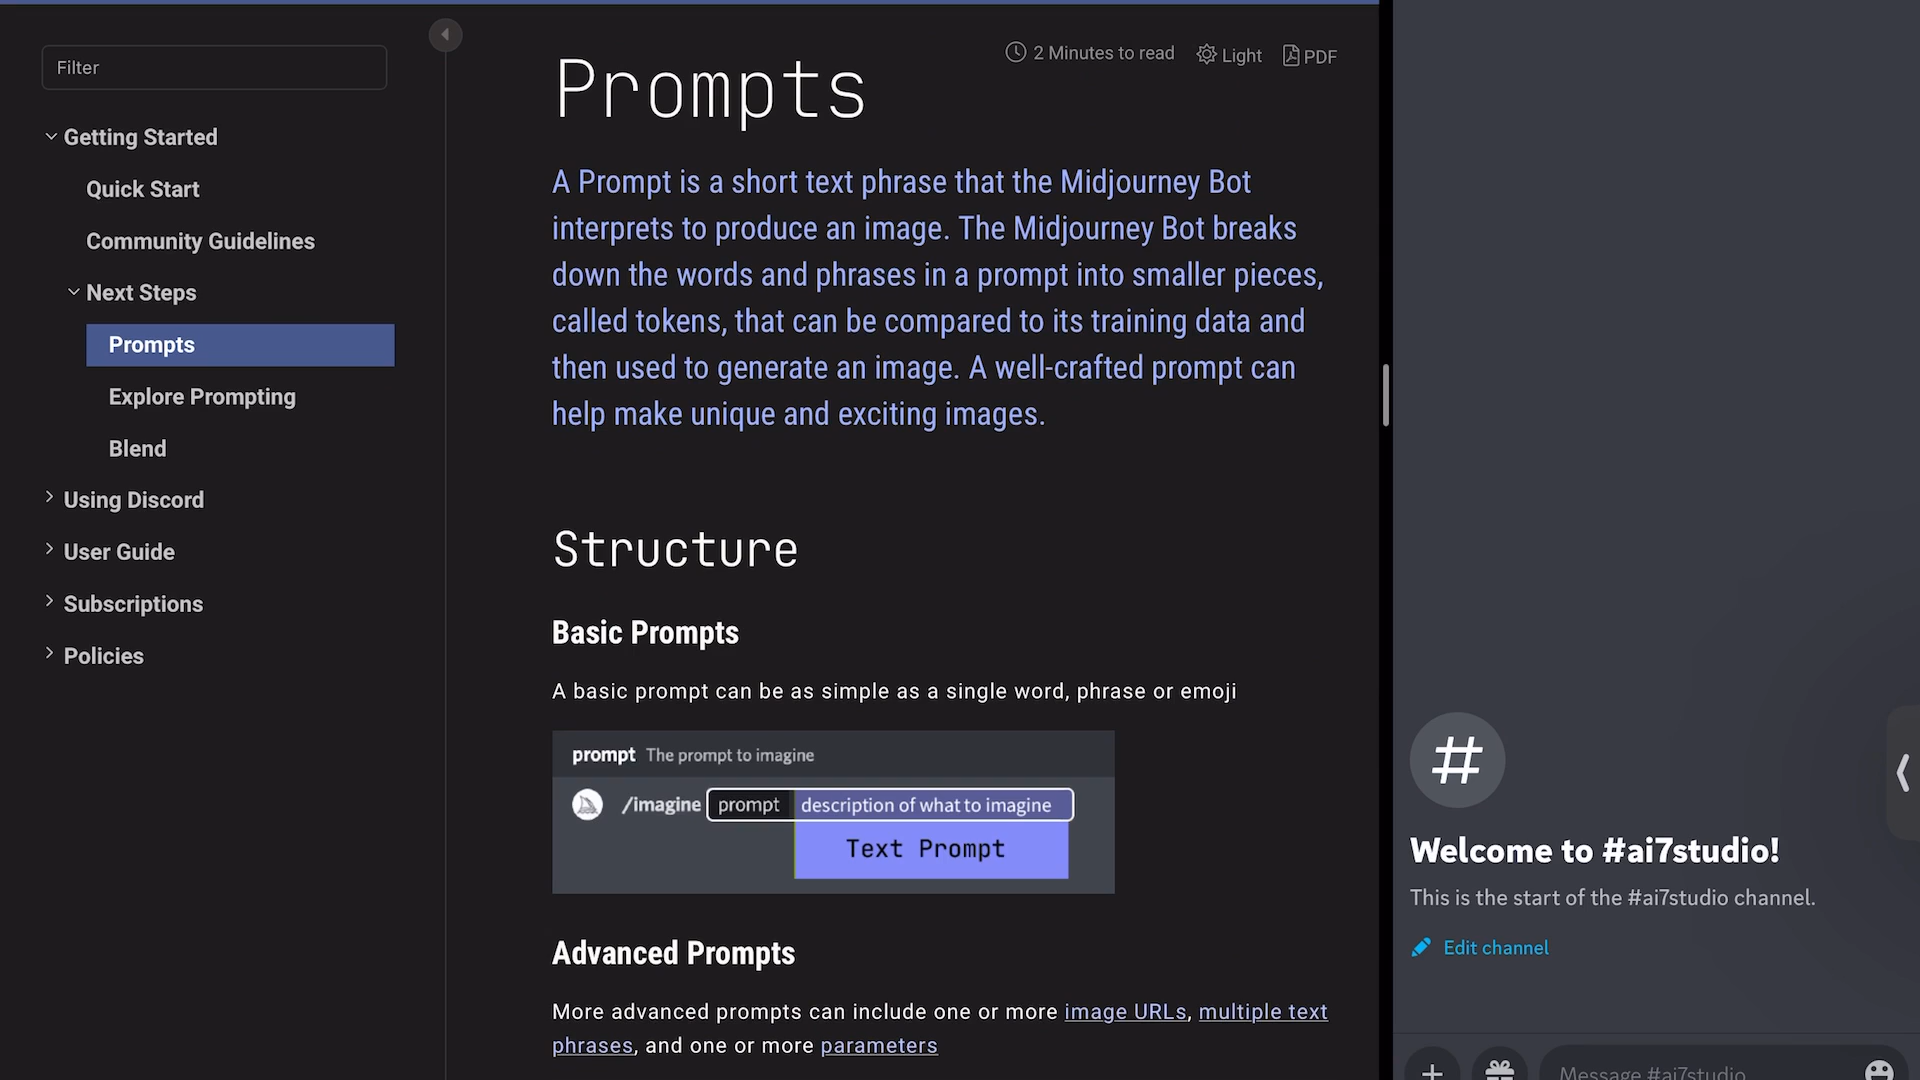 Filter
Getting Started
Quick Start
Community Guidelines
Next Steps
Prompts
Explore Prompting
Blend
Using Discord
User Guide
Subscriptions
Policies
2 Minutes to read
Light
PDF
Prompts
A Prompt is a short text phrase that the Midjourney Bot
interprets to produce an image. The Midjourney Bot breaks
down the words and phrases in a prompt into smaller pieces,
called tokens, that can be compared to its training data and
then used to generate an image. A well-crafted prompt can
help make unique and exciting images.
Structure
Basic Prompts
A basic prompt can be as simple as a single word, phrase or emoji
prompt The prompt to imagine
/imagine prompt description of what to imagine
Text Prompt
Advanced Prompts
More advanced prompts can include one or more image URLs, multiple text
phrases, and one or more parameters
#
Welcome to #ai7studio!
This is the start of the #ai7studio channel.
Edit channel
Message #ai7studio